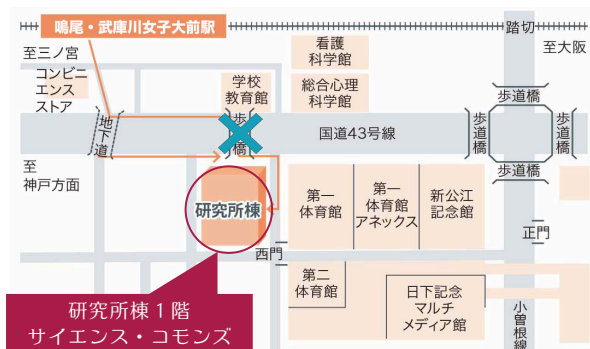 鳴尾・武庫川女子大前駅
踏切
至三ノ宮
至大阪
コンビニ
エンス
ストア
学校
教育館
看護
科学館
総合心理
科学館
歩道橋
地下道
歩道橋
国道43号線
歩道橋
歩道橋
歩道橋
至
神戸方面
研究所棟
第一
体育館
第一
体育館
アネックス
新公江
記念館
正門
西門
第二
体育館
日下記念
マルチ
メディア館
小曽根線
研究所棟1階
サイエンス・コモンズ